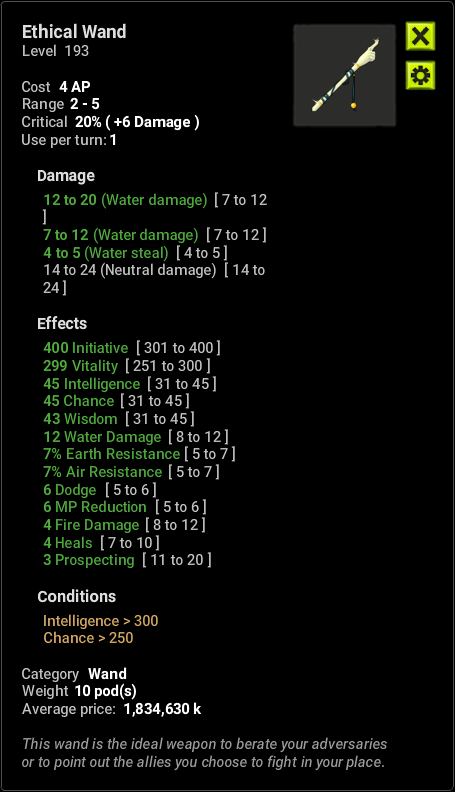 Ethical Wand
Level 193
Cost 4 AP
Range 2 - 5
Critical 20% ( +6 Damage )
Use per turn: 1
Damage
12 to 20 (Water damage) [ 7 to 12
]
7 to 12 (Water damage) [ 7 to 12 ]
4 to 5 (Water steal) [ 4 to 5 ]
14 to 24 (Neutral damage) [ 14 to
24 ]
Effects
400 Initiative [ 301 to 400 ]
299 Vitality [ 251 to 300 ]
45 Intelligence [ 31 to 45 ]
45 Chance [ 31 to 45 ]
43 Wisdom [ 31 to 45 ]
12 Water Damage [ 8 to 12 ]
7% Earth Resistance [ 5 to 7 ]
7% Air Resistance [ 5 to 7 ]
6 Dodge [ 5 to 6 ]
6 MP Reduction [ 5 to 6 ]
4 Fire Damage [ 8 to 12 ]
4 Heals [ 7 to 10 ]
3 Prospecting [ 11 to 20 ]
Conditions
Intelligence > 300
Chance > 250
Category Wand
Weight 10 pod(s)
Average price: 1,834,630 k
This wand is the ideal weapon to berate your adversaries
or to point out the allies you choose to fight in your place.